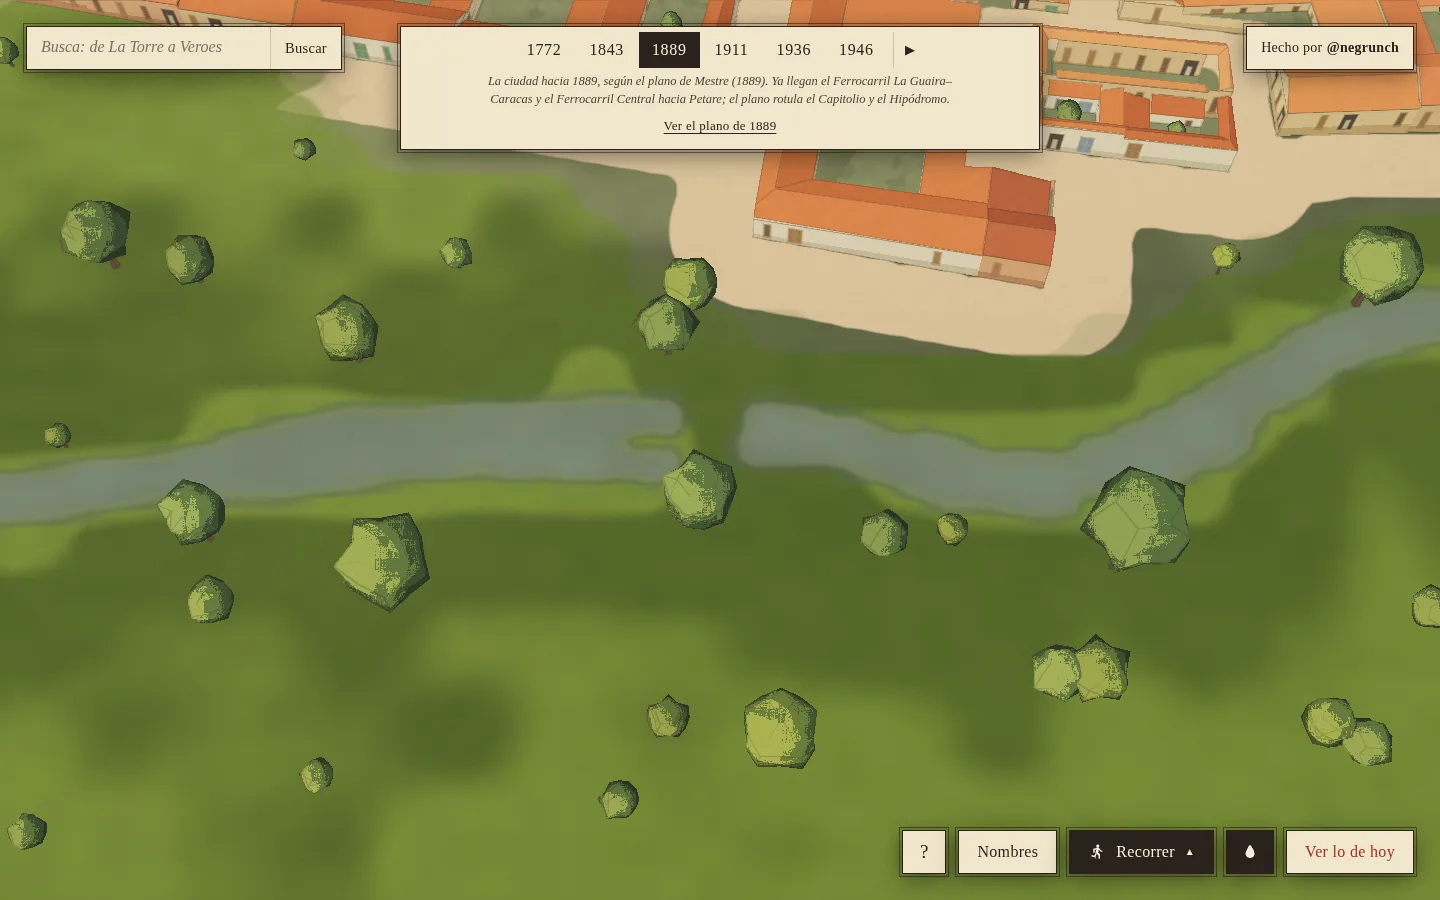 Busca: de La Torre a Veroes
Buscar
1772 1843 1889 1911 1936 1946 ▶
La ciudad hacia 1889, según el plano de Mestre (1889). Ya llegan el Ferrocarril La Guaira–
Caracas y el Ferrocarril Central hacia Petare; el plano rotula el Capitolio y el Hipódromo.
Ver el plano de 1889
Hecho por @negrunch
?
Nombres
Recorrer ▲
Ver lo de hoy